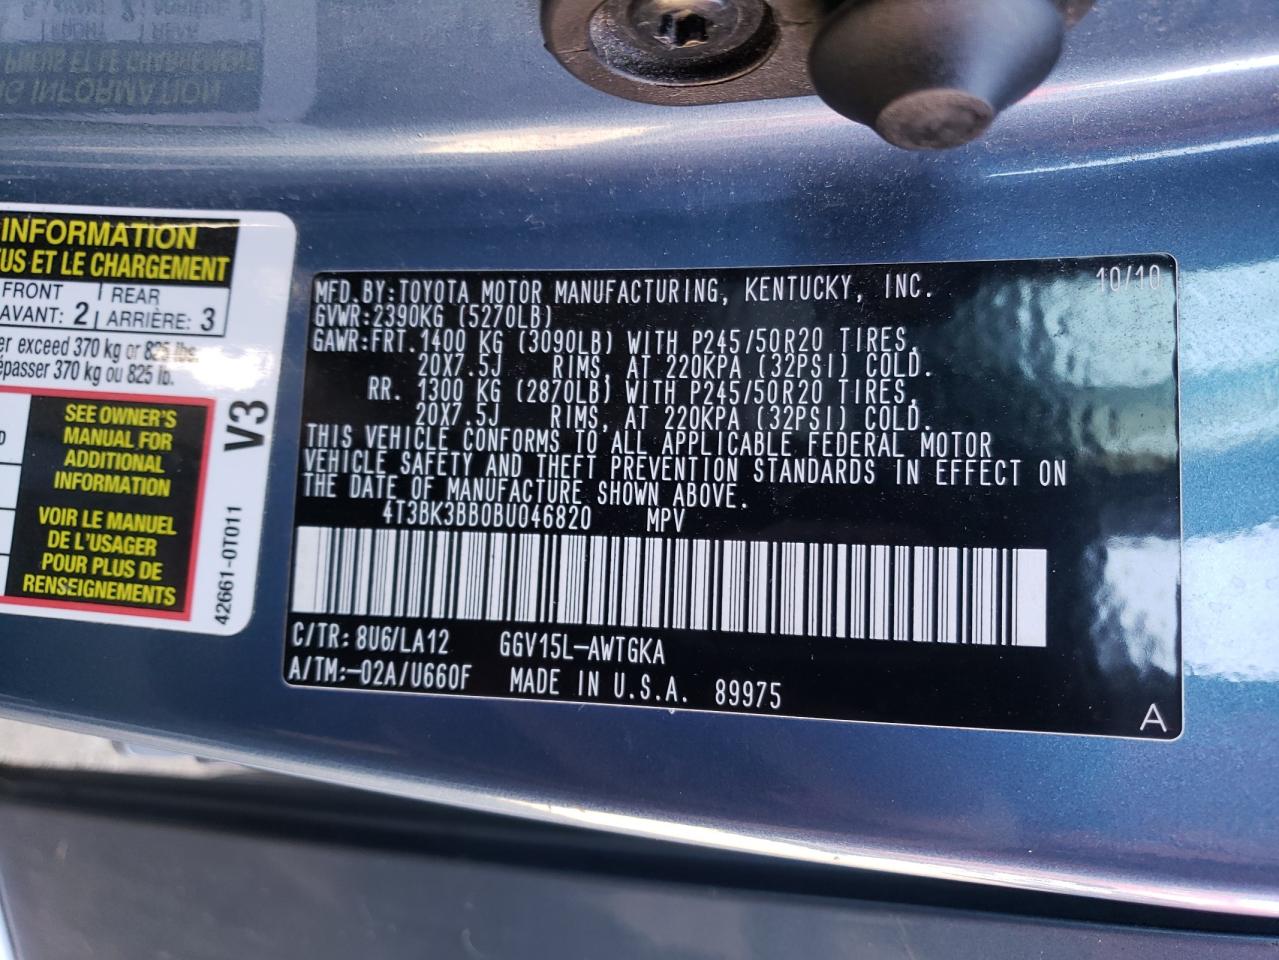 INFORMATION
US ET LE CHARGEMENT
FRONT REAR
AVANT: 2 ARRIÈRE: 3
er exceed 370 kg or 825 lbs.
épasser 370 kg ou 825 lb.
SEE OWNER'S
MANUAL FOR
ADDITIONAL
INFORMATION
VOIR LE MANUEL
DE L'USAGER
POUR PLUS DE
RENSEIGNEMENTS
V3
42661-0T011
MFD.BY:TOYOTA MOTOR MANUFACTURING, KENTUCKY, INC. 10/10
GVWR:2390KG (5270LB)
GAWR:FRT.1400 KG (3090LB) WITH P245/50R20 TIRES,
20X7.5J RIMS, AT 220KPA (32PSI) COLD.
RR. 1300 KG (2870LB) WITH P245/50R20 TIRES,
20X7.5J RIMS, AT 220KPA (32PSI) COLD.
THIS VEHICLE CONFORMS TO ALL APPLICABLE FEDERAL MOTOR
VEHICLE SAFETY AND THEFT PREVENTION STANDARDS IN EFFECT ON
THE DATE OF MANUFACTURE SHOWN ABOVE.
4T3BK3BB0BU046820 MPV
C/TR: 8U6/LA12 GGV15L-AWTGKA
A/TM:-02A/U660F MADE IN U.S.A. 89975
A